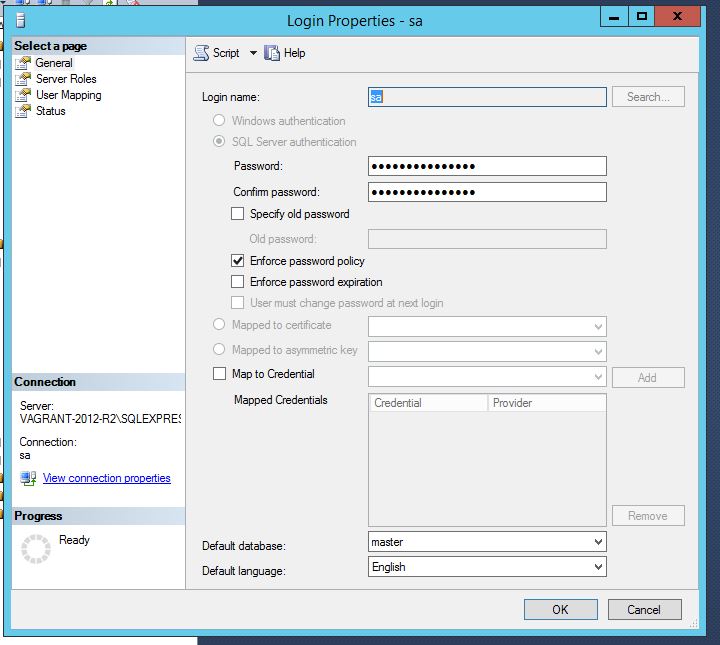 Login Properties - sa
Select a page
General
Server Roles
User Mapping
Status
Script
Help
Login name:
sa
Search...
Windows authentication
SQL Server authentication
Password:
●●●●●●●●●●●●●●●
Confirm password:
●●●●●●●●●●●●●●●
Specify old password
Old password:
Enforce password policy
Enforce password expiration
User must change password at next login
Mapped to certificate
Mapped to asymmetric key
Map to Credential
Add
Mapped Credentials
Credential
Provider
Remove
Default database:
master
Default language:
English
Connection
Server:
VAGRANT-2012-R2\SQLEXPRES
Connection:
sa
View connection properties
Progress
Ready
OK
Cancel